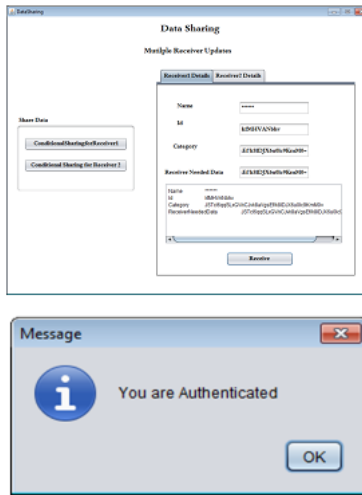 DataSharing
Data Sharing
Mutilple Receiver Updates
Receiver1 Details Receiver2 Details
Name ******
Id
Category
Receiver Needed Data
Share Data
ConditionalSharingforReceiver1
Conditional Sharing for Receiver 2
Name ******
Id
Category
ReceiverNeededData
Receive
Message
You are Authenticated
OK